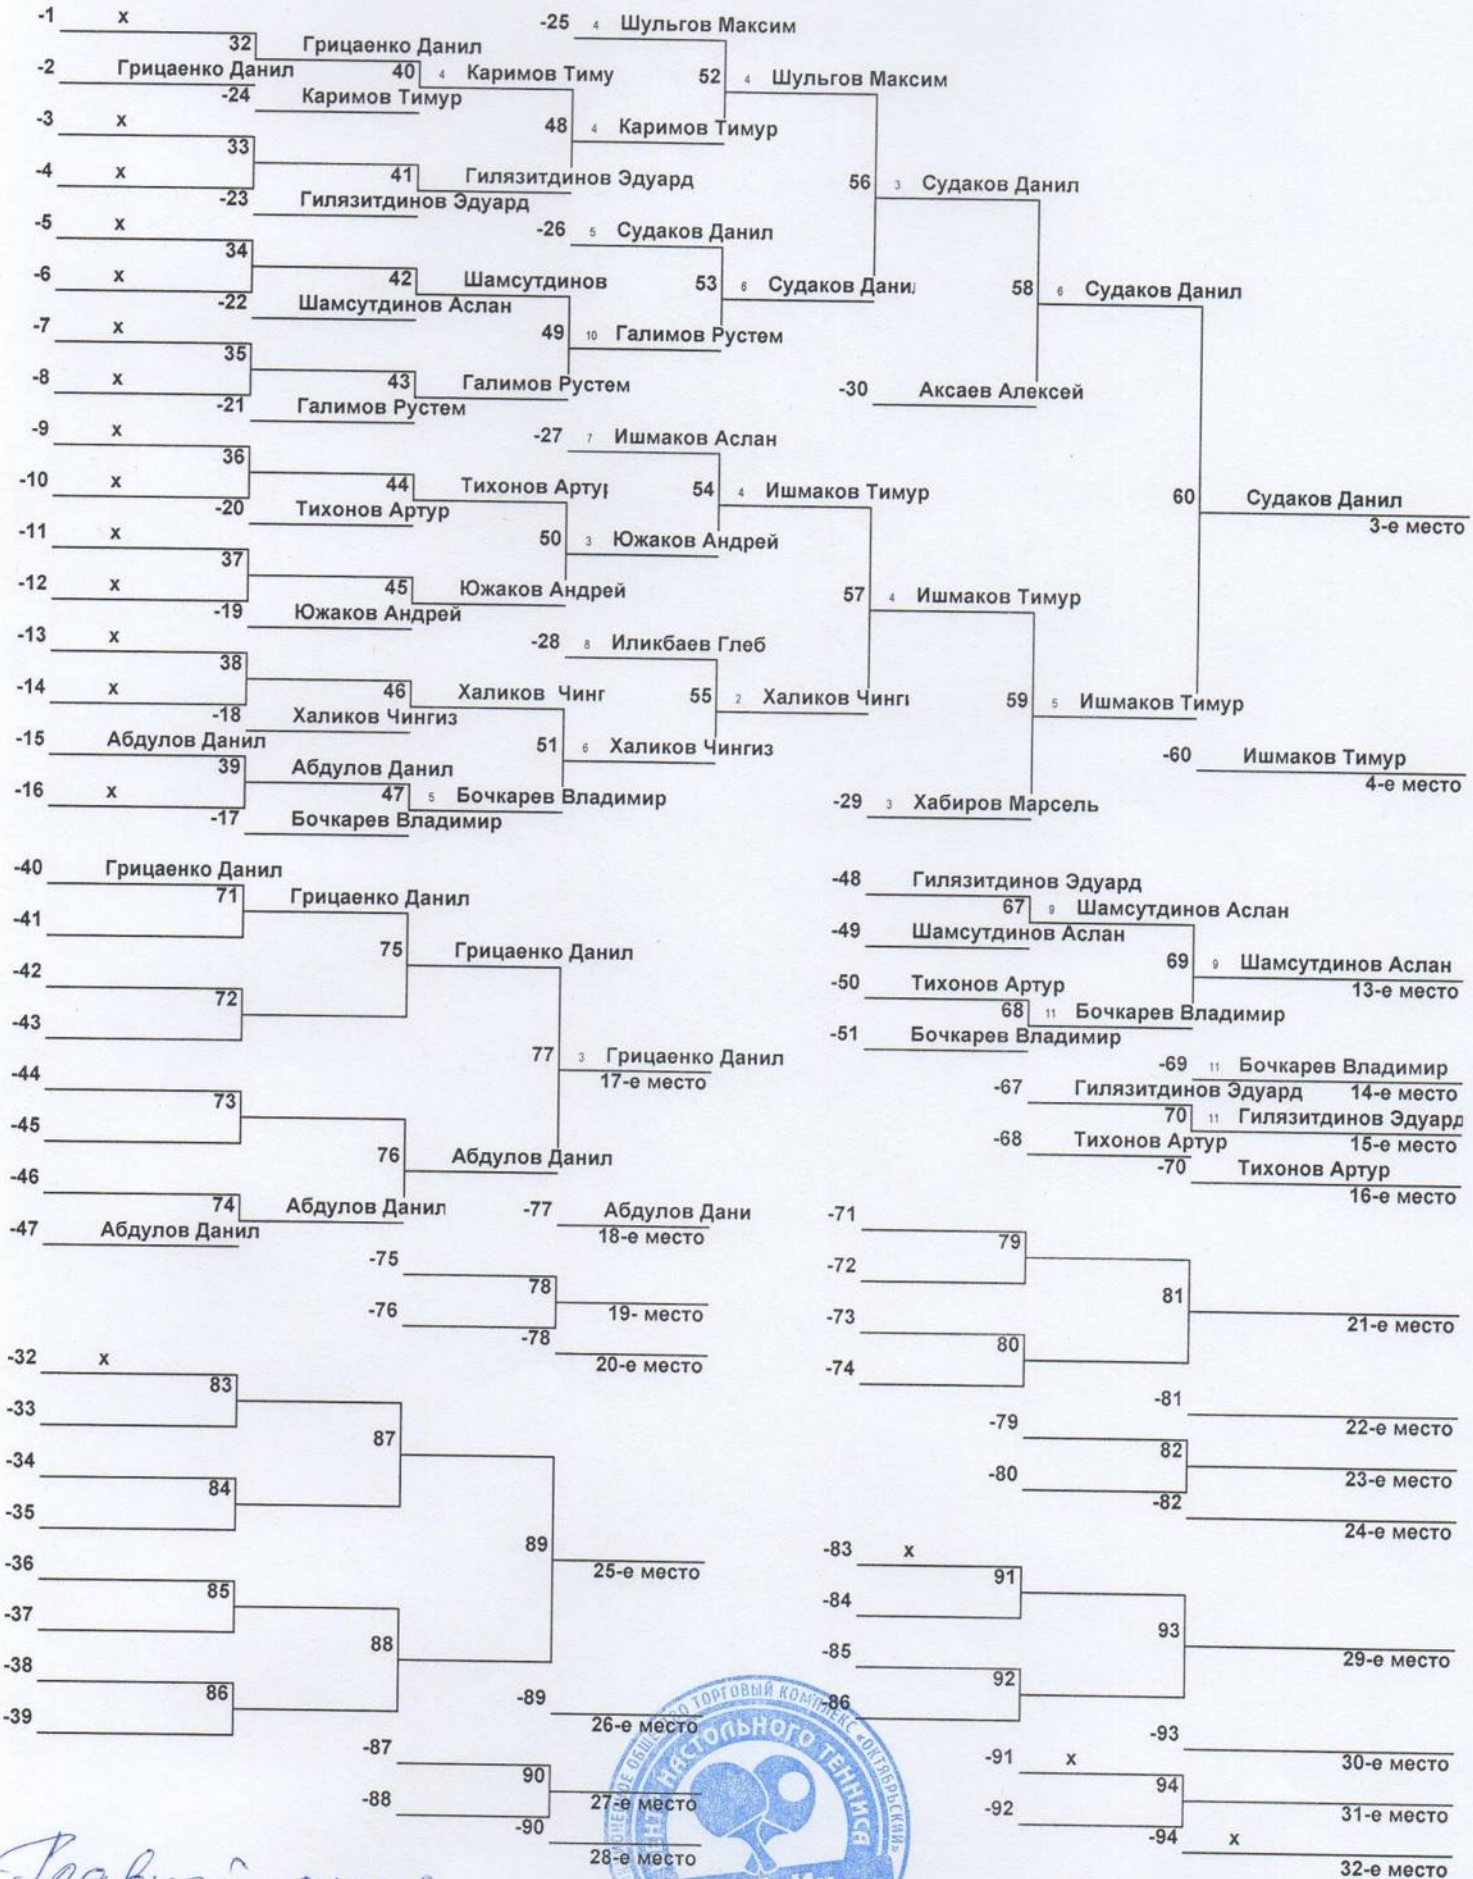 -1 x
-25 4 Шульгов Максим
32 Грицаенко Данил
-2 Грицаенко Данил
40 4 Каримов Тиму
52 4 Шульгов Максим
-24 Каримов Тимур
-3 x
48 4 Каримов Тимур
33
-4 x
41 Гилязитдинов Эдуард
56 3 Судаков Данил
-23 Гилязитдинов Эдуард
-5 x
-26 5 Судаков Данил
34
-6 x
42 Шамсутдинов
53 6 Судаков Дани
58 6 Судаков Данил
-22 Шамсутдинов Аслан
-7 x
49 10 Галимов Рустем
35
-8 x
43 Галимов Рустем
-30 Аксаев Алексей
-21 Галимов Рустем
-9 x
-27 7 Ишмаков Аслан
36
-10 x
44 Тихонов Арту
54 4 Ишмаков Тимур
60 Судаков Данил
3-е место
-20 Тихонов Артур
-11 x
50 3 Южаков Андрей
37
-12 x
45 Южаков Андрей
57 4 Ишмаков Тимур
-19 Южаков Андрей
-13 x
-28 8 Иликбаев Глеб
38
-14 x
46 Халиков Чинг
55 2 Халиков Чинг
59 5 Ишмаков Тимур
-18 Халиков Чингиз
-15 Абдулов Данил
51 6 Халиков Чингиз
-60 Ишмаков Тимур
4-е место
39 Абдулов Данил
-16 x
47 5 Бочкарев Владимир
-29 3 Хабиров Марсель
-17 Бочкарев Владимир
-40 Грицаенко Данил
-48 Гилязитдинов Эдуард
71 Грицаенко Данил
67 9 Шамсутдинов Аслан
-41
-49 Шамсутдинов Аслан
75 Грицаенко Данил
69 9 Шамсутдинов Аслан
13-е место
-42
-50 Тихонов Артур
72
68 11 Бочкарев Владимир
-43
-51 Бочкарев Владимир
77 3 Грицаенко Данил
17-е место
-69 11 Бочкарев Владимир
14-е место
-44
-67 Гилязитдинов Эдуард
73
70 11 Гилязитдинов Эдуард
15-е место
-45
-68 Тихонов Артур
76 Абдулов Данил
-70 Тихонов Артур
16-е место
-46
74 Абдулов Данил
-77 Абдулов Дани
18-е место
-71
-47 Абдулов Данил
79
-75
-72
78
19- место
81
21-е место
-76
-73
-78
20-е место
80
-32 x
-74
83
-81
22-е место
-33
-79
87
82
23-е место
-34
-80
84
-82
24-е место
-35
89
25-е место
-83 x
-36
91
85
-84
-37
88
93
29-е место
-38
-85
86
92
-89
26-е место
-86
-39
-93
30-е место
-87
-91 x
90
27-е место
94
31-е место
-88
-92
-90
28-е место
-94 x
32-е место
ТОРГОВЫЙ КОМПЛЕКС «ОКТЯБРЬСКИЙ»
НАСТОЛЬНОГО ТЕННИСА